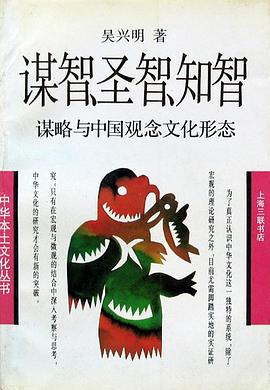 吴兴明 著
谋智、圣智、知智
谋略与中国观念文化形态
上海三联书店
为了真正认识中华文化这一独特的系统,除了
宏观的理论研究之外,目前尤需脚踏实地的实证研
究。只有在宏观与微观的结合中深入考察与思考,
中华文化的研究才会有新的突破。
中华本土文化丛书